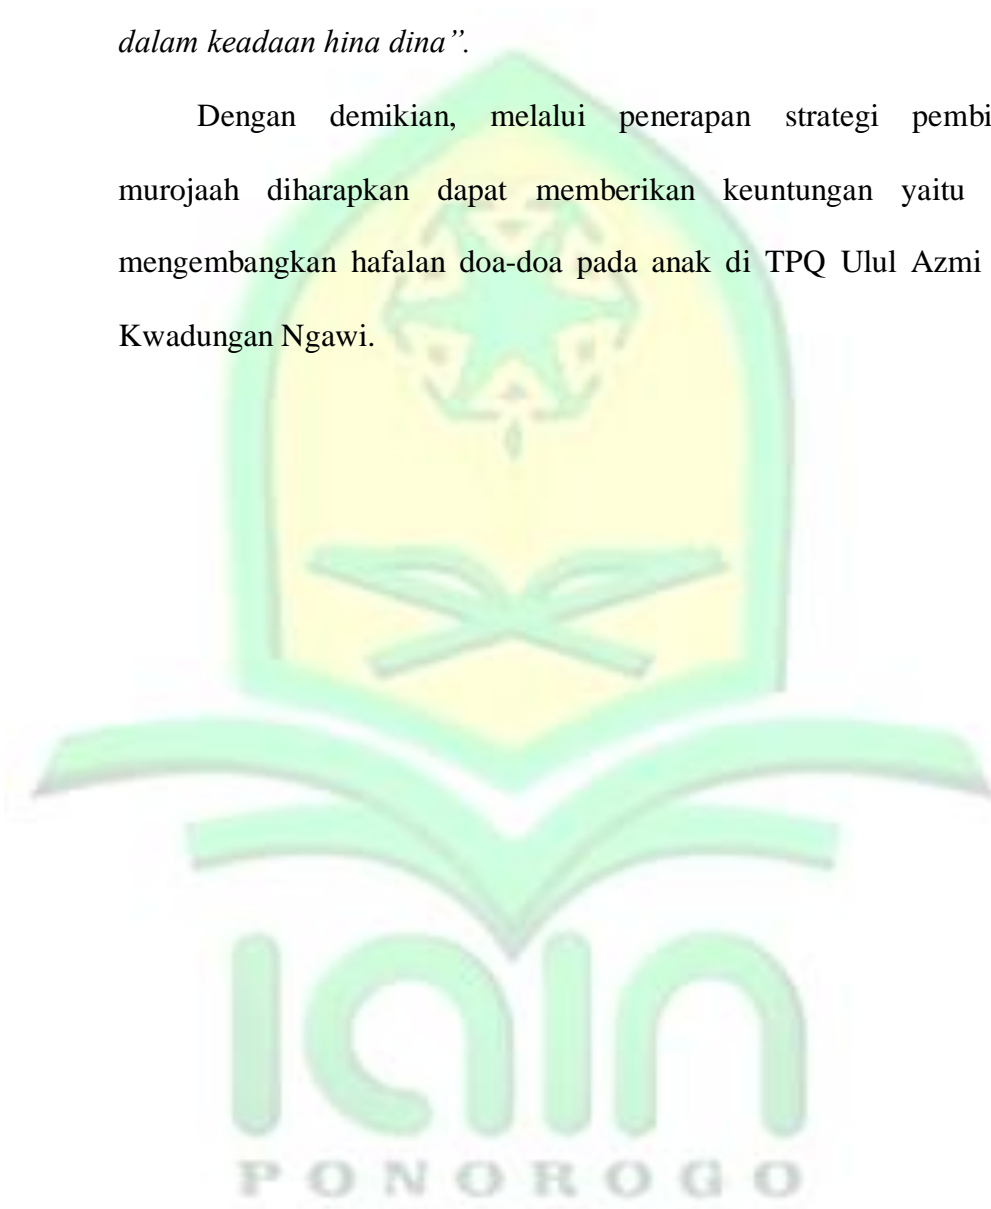 dalam keadaan hina dina”.
Dengan demikian, melalui penerapan strategi pembi
murojaah diharapkan dapat memberikan keuntungan yaitu
mengembangkan hafalan doa-doa pada anak di TPQ Ulul Azmi
Kwadungan Ngawi.
iain
PONOROGO